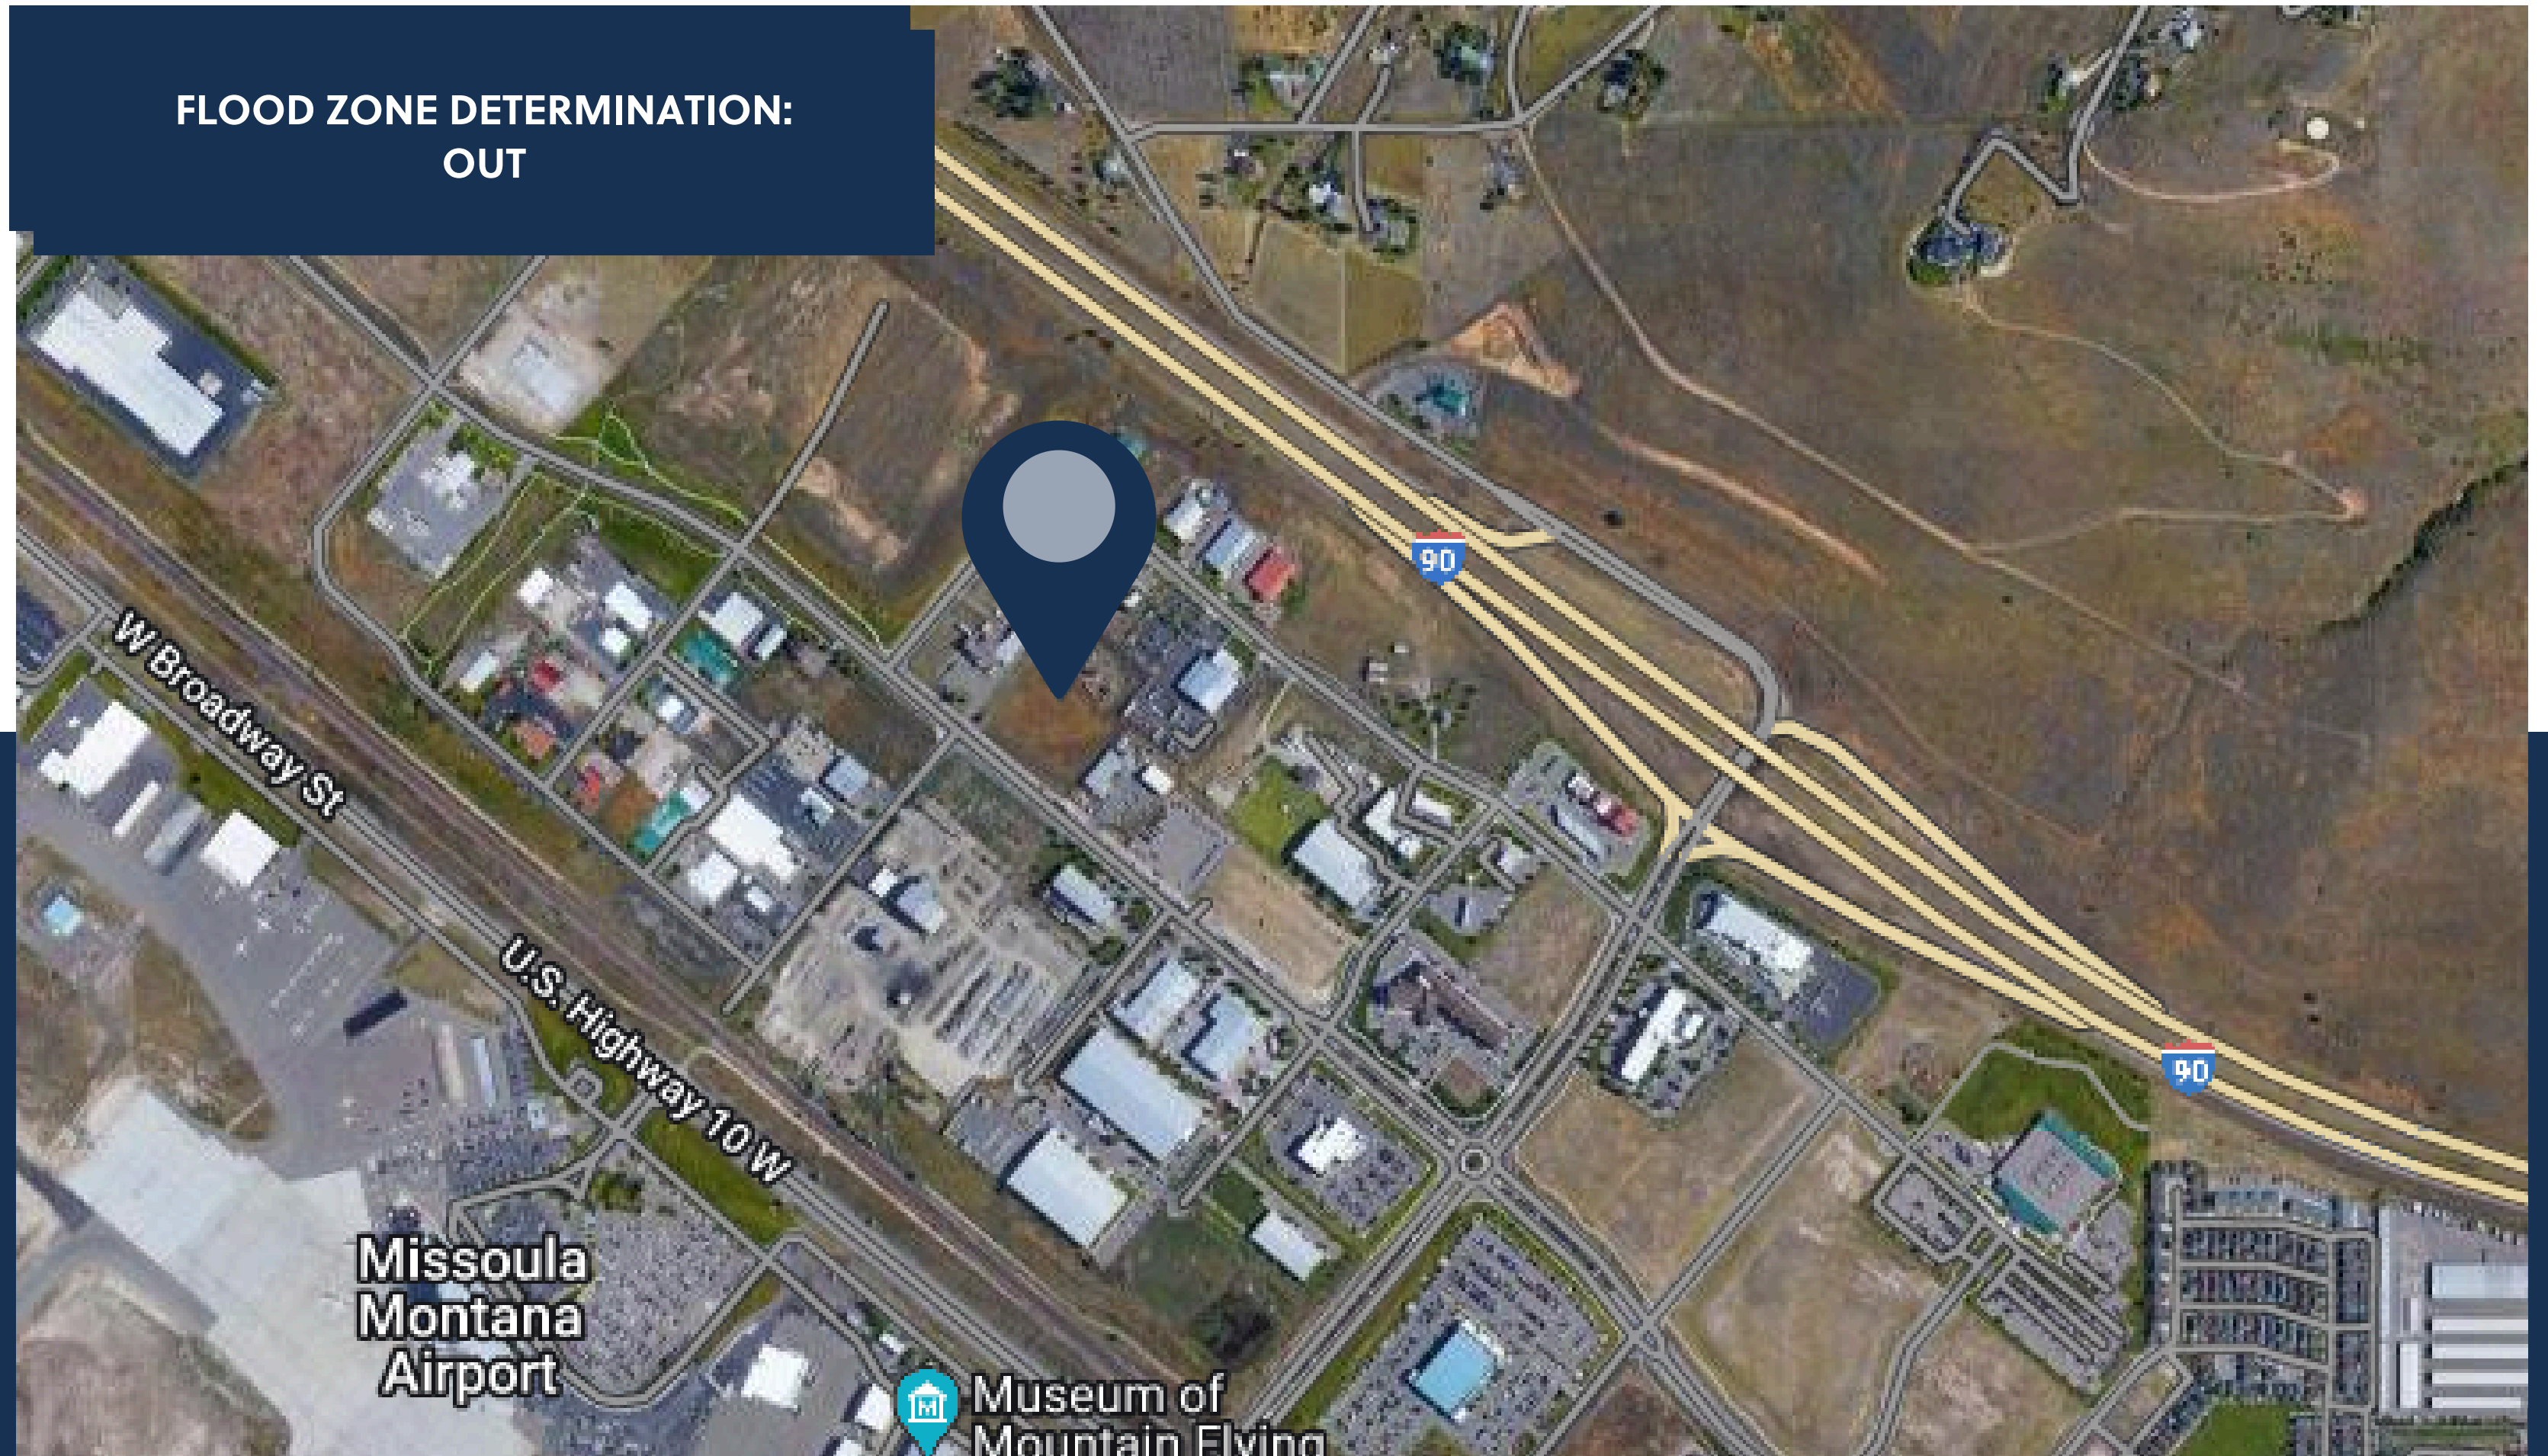 FLOOD ZONE DETERMINATION:
OUT
90
W Broadway St
U.S. Highway 10 W
90
Missoula
Montana
Airport
M
Museum of
Mountain Flying